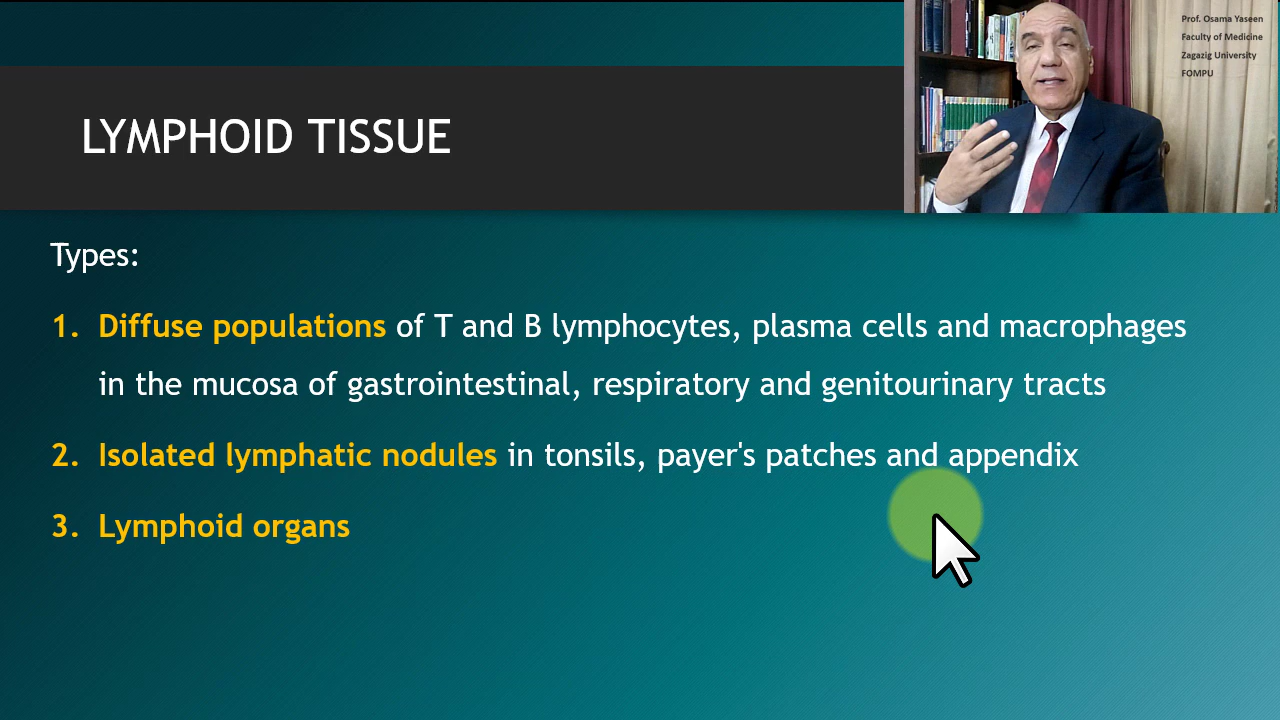 Prof. Osama Yaseen
Faculty of Medicine
Zagazig University
FOMPU
LYMPHOID TISSUE
Types:
1. Diffuse populations of T and B lymphocytes, plasma cells and macrophages
in the mucosa of gastrointestinal, respiratory and genitourinary tracts
2. Isolated lymphatic nodules in tonsils, payer's patches and appendix
3. Lymphoid organs